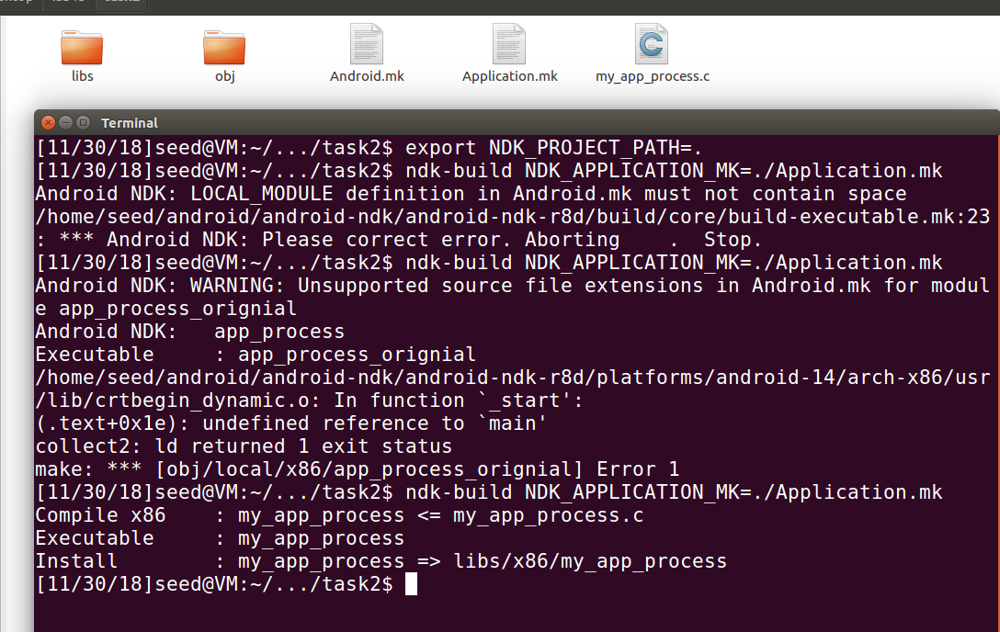 libs
obj
Android.mk
Application.mk
my_app_process.c
Terminal
[11/30/18]seed@VM:~/.../task2$ export NDK_PROJECT_PATH=.
[11/30/18]seed@VM:~/.../task2$ ndk-build NDK_APPLICATION_MK=./Application.mk
Android NDK: LOCAL_MODULE definition in Android.mk must not contain space
/home/seed/android/android-ndk/android-ndk-r8d/build/core/build-executable.mk:23
: *** Android NDK: Please correct error. Aborting    .  Stop.
[11/30/18]seed@VM:~/.../task2$ ndk-build NDK_APPLICATION_MK=./Application.mk
Android NDK: WARNING: Unsupported source file extensions in Android.mk for modul
e app_process_orignial
Android NDK:   app_process
Executable     : app_process_orignial
/home/seed/android/android-ndk/android-ndk-r8d/platforms/android-14/arch-x86/usr
/lib/crtbegin_dynamic.o: In function `_start':
(.text+0x1e): undefined reference to `main'
collect2: ld returned 1 exit status
make: *** [obj/local/x86/app_process_orignial] Error 1
[11/30/18]seed@VM:~/.../task2$ ndk-build NDK_APPLICATION_MK=./Application.mk
Compile x86    : my_app_process <= my_app_process.c
Executable     : my_app_process
Install        : my_app_process => libs/x86/my_app_process
[11/30/18]seed@VM:~/.../task2$